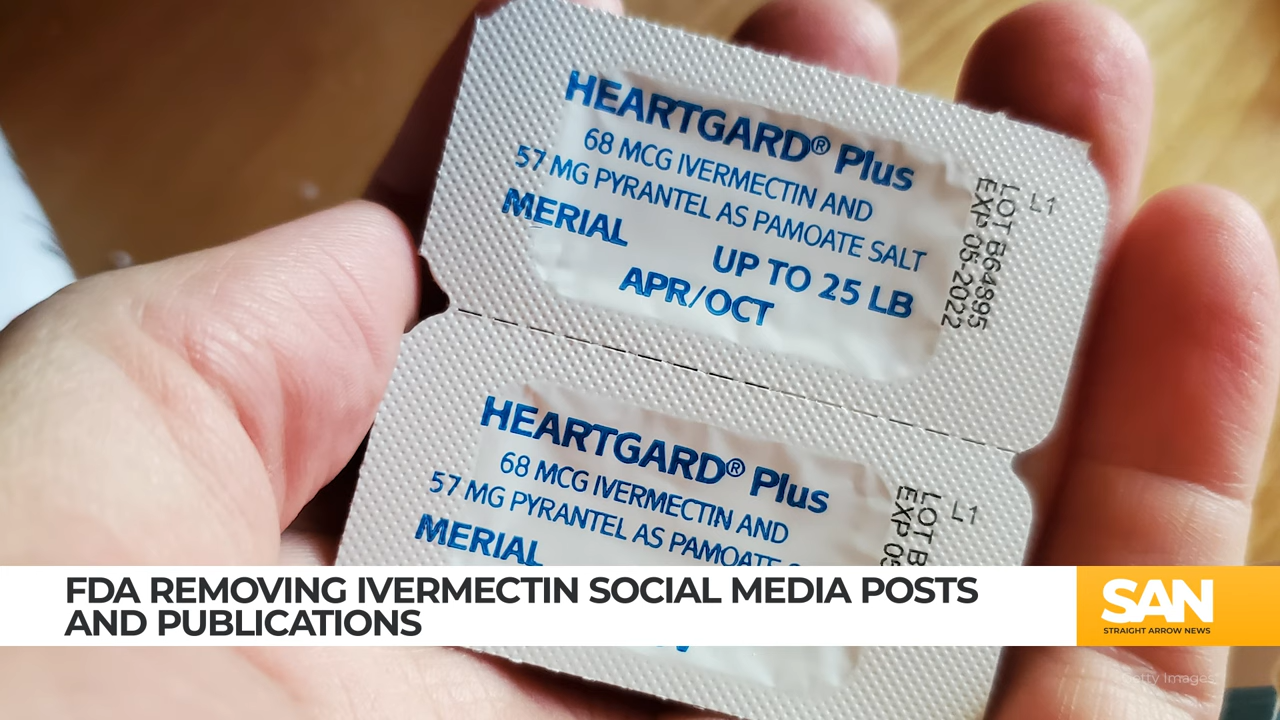 HEARTGARD® Plus
68 MCG IVERMECTIN AND
57 MG PYRANTEL AS PAMOATE SALT
MERIAL
UP TO 25 LB
APR/OCT
L1
LOT B64895
EXP 05-2022
HEARTGARD® Plus
68 MCG IVERMECTIN AND
57 MG PYRANTEL AS PAMOATE
MERIAL
L1
LOT B
EXP 05
FDA REMOVING IVERMECTIN SOCIAL MEDIA POSTS
AND PUBLICATIONS
SAN
STRAIGHT ARROW NEWS
Getty Images